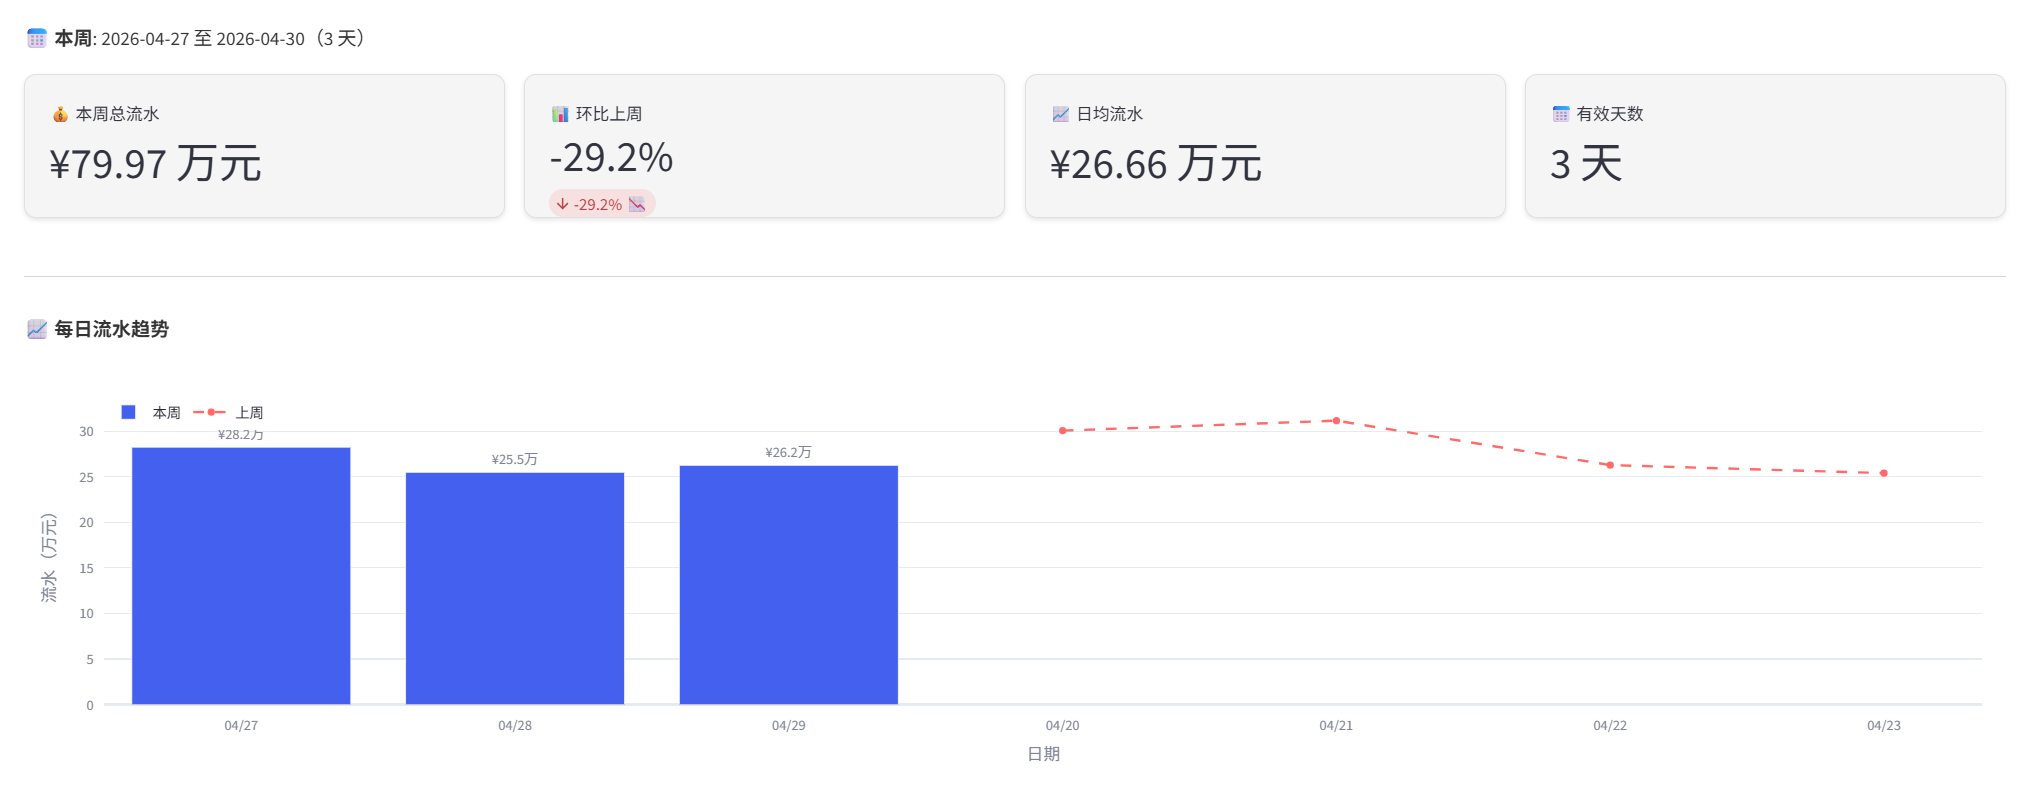 本周: 2026-04-27 至 2026-04-30（3 天）
本周总流水
¥79.97 万元
环比上周
-29.2%
-29.2%
日均流水
¥26.66 万元
有效天数
3 天
每日流水趋势
本周
上周
¥28.2万
¥25.5万
¥26.2万
流水（万元）
30
25
20
15
10
5
0
04/27
04/28
04/29
04/20
04/21
04/22
04/23
日期